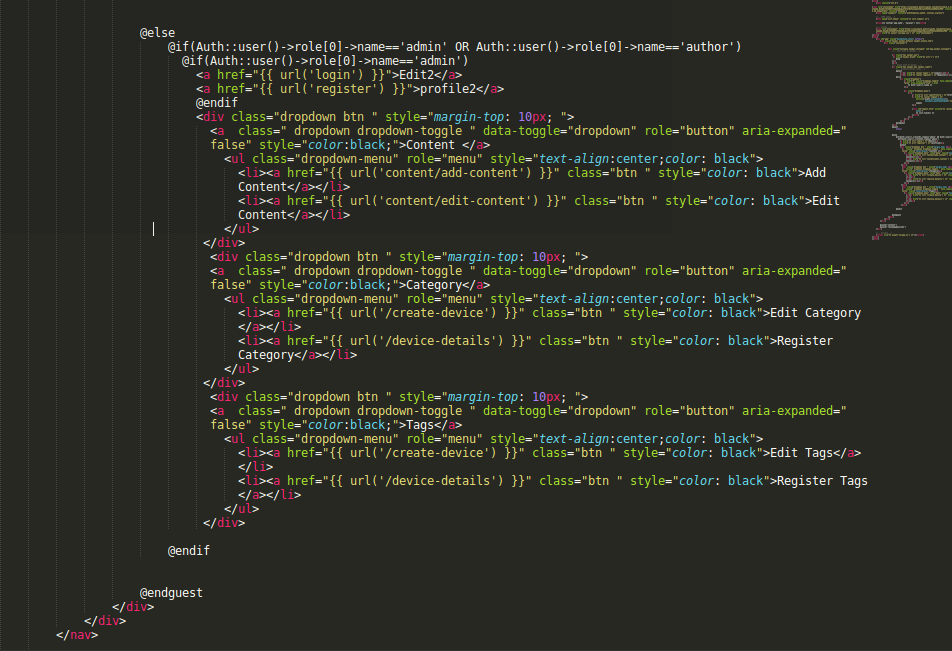 @else
@if(Auth::user()->role[0]->name=='admin' OR Auth::user()->role[0]->name=='author')
@if(Auth::user()->role[0]->name=='admin')
<a href="{{ url('login') }}">Edit2</a>
<a href="{{ url('register') }}">profile2</a>
@endif
<div class="dropdown btn " style="margin-top: 10px; ">
<a  class=" dropdown dropdown-toggle " data-toggle="dropdown" role="button" aria-expanded="
false" style="color:black;">Content </a>
<ul class="dropdown-menu" role="menu" style="text-align:center;color: black">
<li><a href="{{ url('content/add-content') }}" class="btn " style="color: black">Add
Content</a></li>
<li><a href="{{ url('content/edit-content') }}" class="btn " style="color: black">Edit
Content</a></li>
</ul>
</div>
<div class="dropdown btn " style="margin-top: 10px; ">
<a  class=" dropdown dropdown-toggle " data-toggle="dropdown" role="button" aria-expanded="
false" style="color:black;">Category</a>
<ul class="dropdown-menu" role="menu" style="text-align:center;color: black">
<li><a href="{{ url('/create-device') }}" class="btn " style="color: black">Edit Category
</a></li>
<li><a href="{{ url('/device-details') }}" class="btn " style="color: black">Register
Category</a></li>
</ul>
</div>
<div class="dropdown btn " style="margin-top: 10px; ">
<a  class=" dropdown dropdown-toggle " data-toggle="dropdown" role="button" aria-expanded="
false" style="color:black;">Tags</a>
<ul class="dropdown-menu" role="menu" style="text-align:center;color: black">
<li><a href="{{ url('/create-device') }}" class="btn " style="color: black">Edit Tags</a>
</li>
<li><a href="{{ url('/device-details') }}" class="btn " style="color: black">Register Tags
</a></li>
</ul>
</div>
@endif
@endguest
</div>
</div>
</nav>